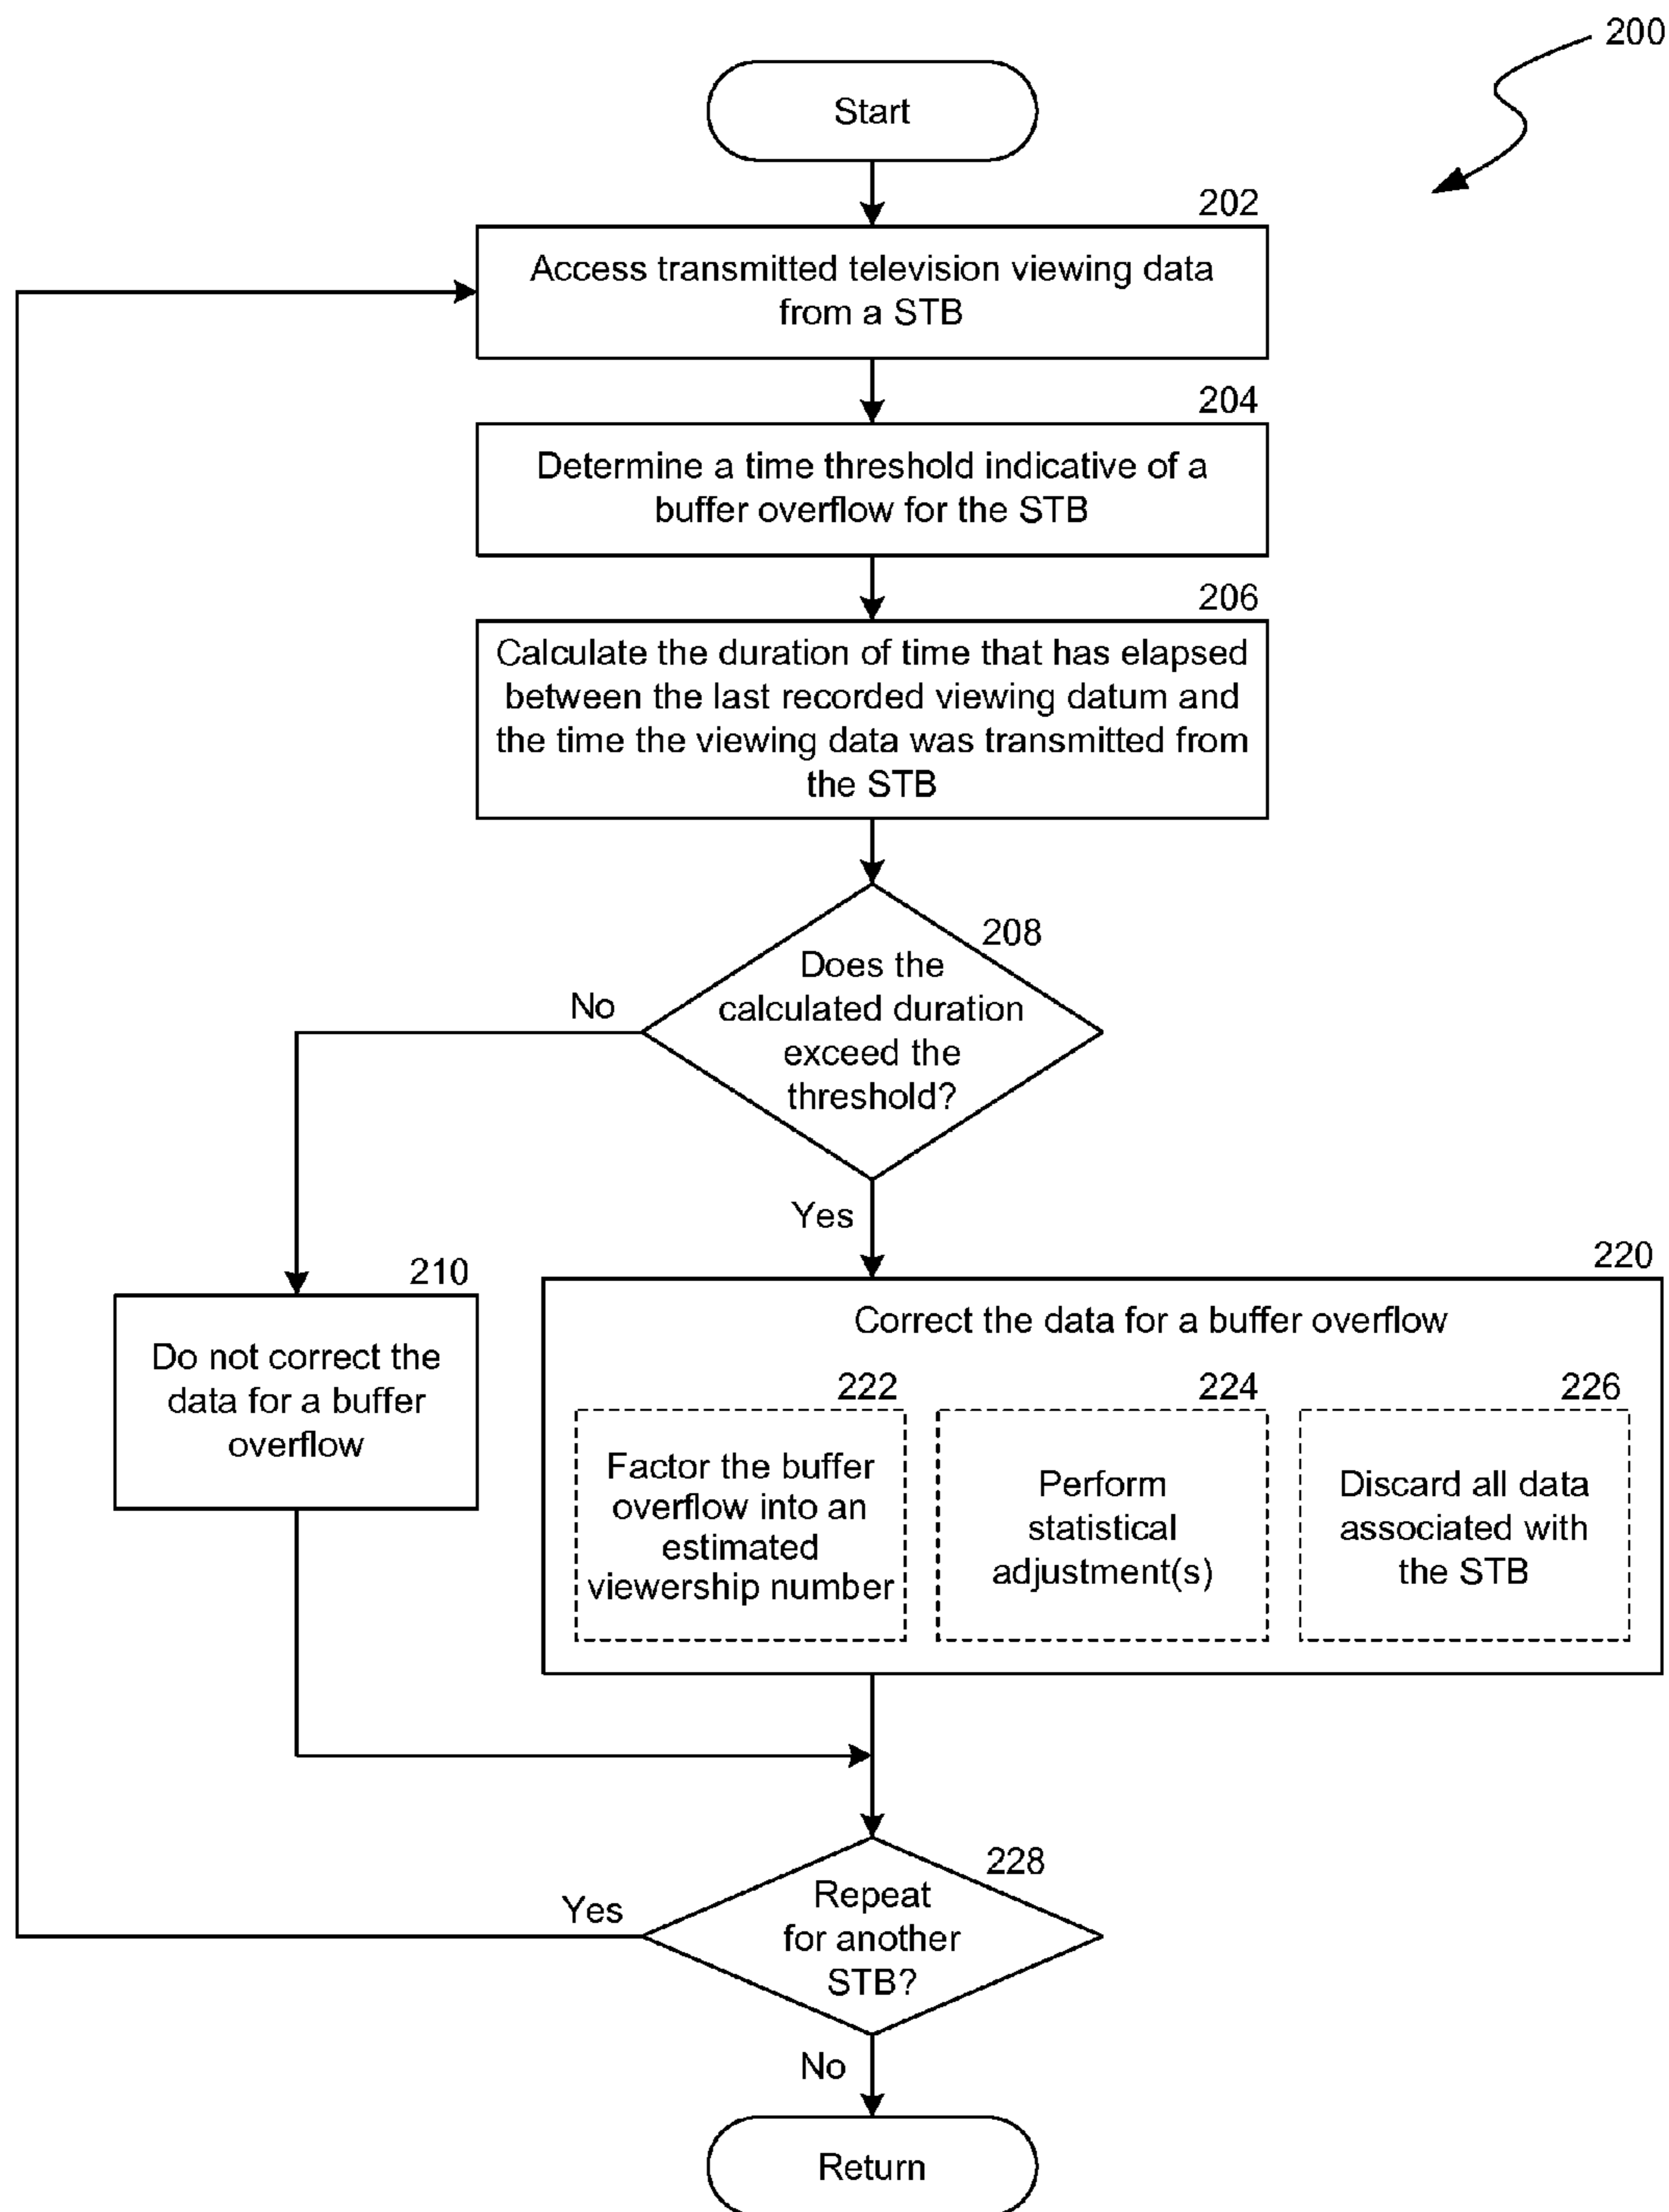 200
Start
202
Access transmitted television viewing data
from a STB
204
Determine a time threshold indicative of a
buffer overflow for the STB
206
Calculate the duration of time that has elapsed
between the last recorded viewing datum and
the time the viewing data was transmitted from
the STB
208
Does the
calculated duration
exceed the
threshold?
No
Yes
210
Do not correct the
data for a buffer
overflow
220
Correct the data for a buffer overflow
222
Factor the buffer
overflow into an
estimated
viewership number
224
Perform
statistical
adjustment(s)
226
Discard all data
associated with
the STB
228
Repeat
for another
STB?
Yes
No
Return